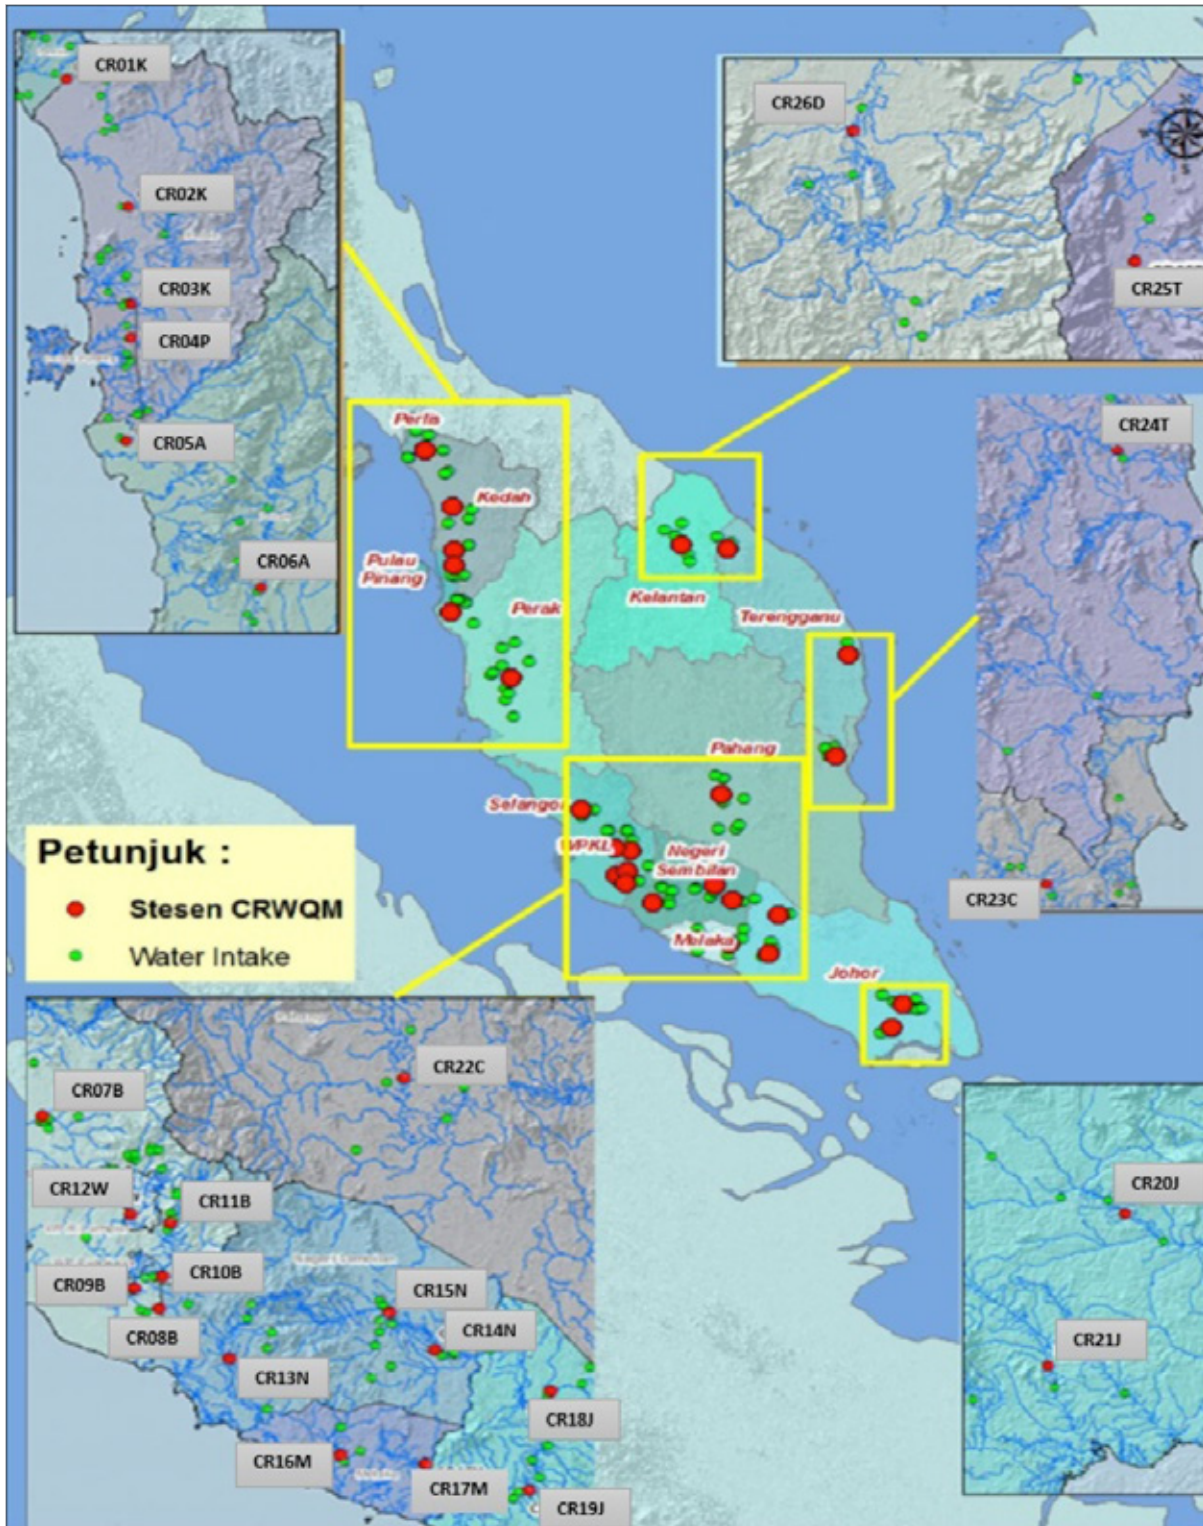 CR01K
CR02K
CR03K
CR04P
CR05A
CR06A
CR26D
CR25T
CR24T
CR23C
Perlis
Kedah
Pulau
Pinang
Perak
Kelantan
Terengganu
Pahang
Selangor
WPKL
Negeri
Sembilan
Melaka
Johor
Petunjuk :
Stesen CRWQM
Water Intake
CR22C
CR07B
CR12W
CR11B
CR09B
CR10B
CR08B
CR15N
CR14N
CR13N
CR18J
CR16M
CR17M
CR19J
CR20J
CR21J